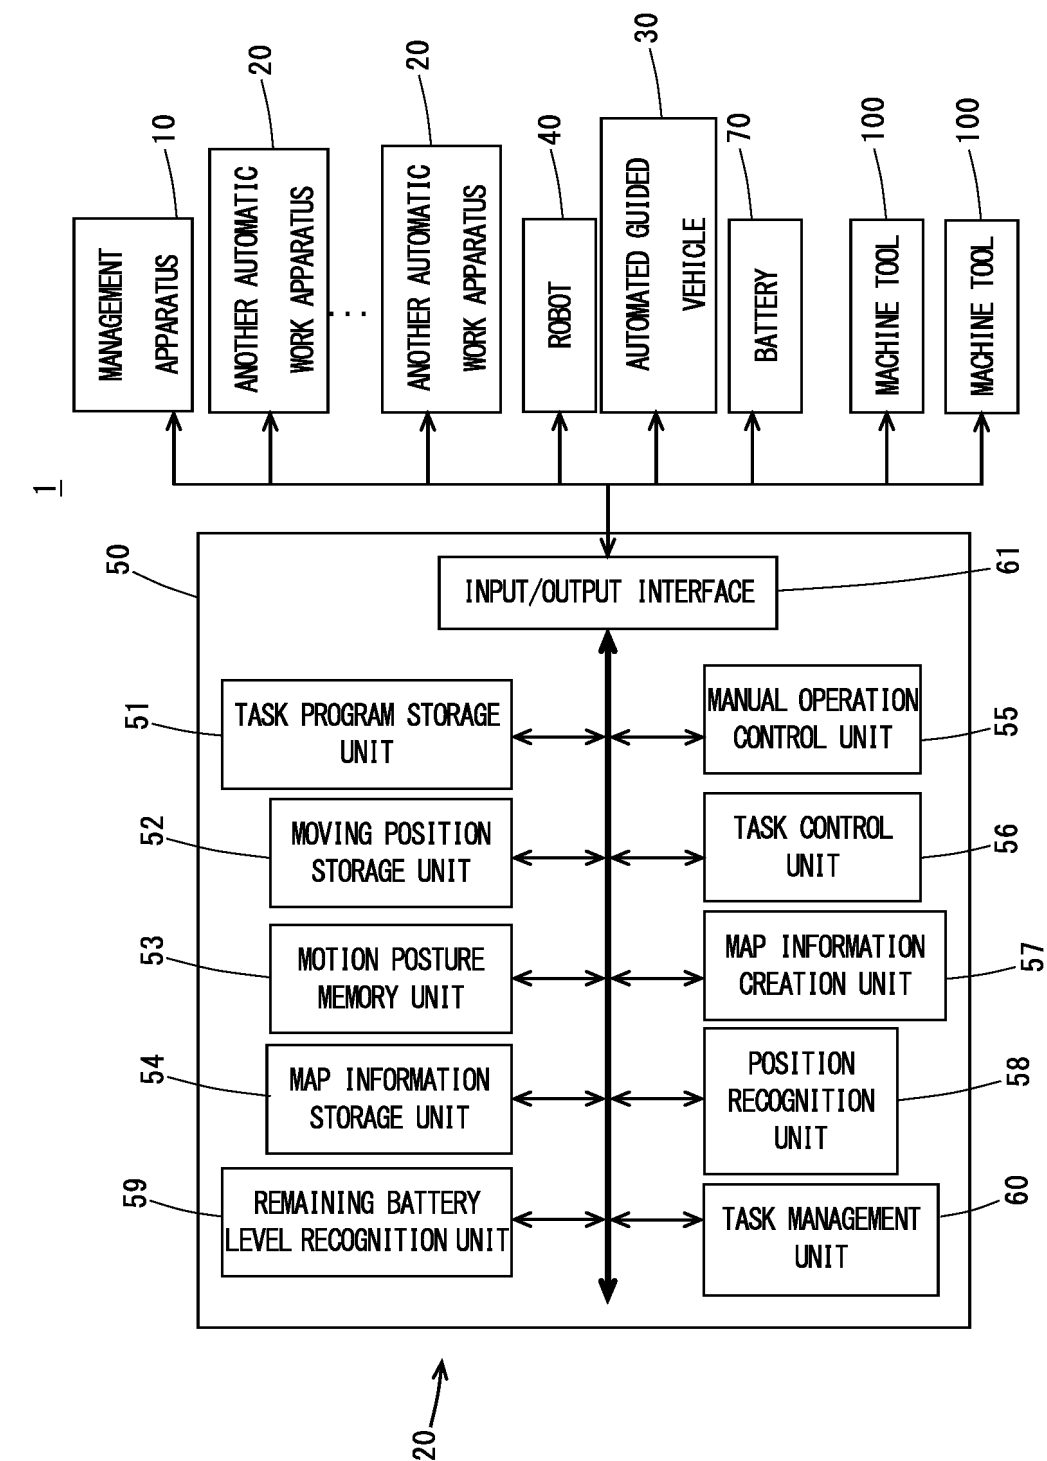 1
10
20
20
40
30
70
100
100
MANAGEMENT
APPARATUS
ANOTHER AUTOMATIC
WORK APPARATUS
...
ANOTHER AUTOMATIC
WORK APPARATUS
ROBOT
AUTOMATED GUIDED
VEHICLE
BATTERY
MACHINE TOOL
MACHINE TOOL
50
INPUT/OUTPUT INTERFACE
61
51
TASK PROGRAM STORAGE
UNIT
MANUAL OPERATION
CONTROL UNIT
55
52
MOVING POSITION
STORAGE UNIT
TASK CONTROL
UNIT
56
53
MOTION POSTURE
MEMORY UNIT
MAP INFORMATION
CREATION UNIT
57
54
MAP INFORMATION
STORAGE UNIT
POSITION
RECOGNITION
UNIT
58
59
REMAINING BATTERY
LEVEL RECOGNITION UNIT
TASK MANAGEMENT
UNIT
60
20